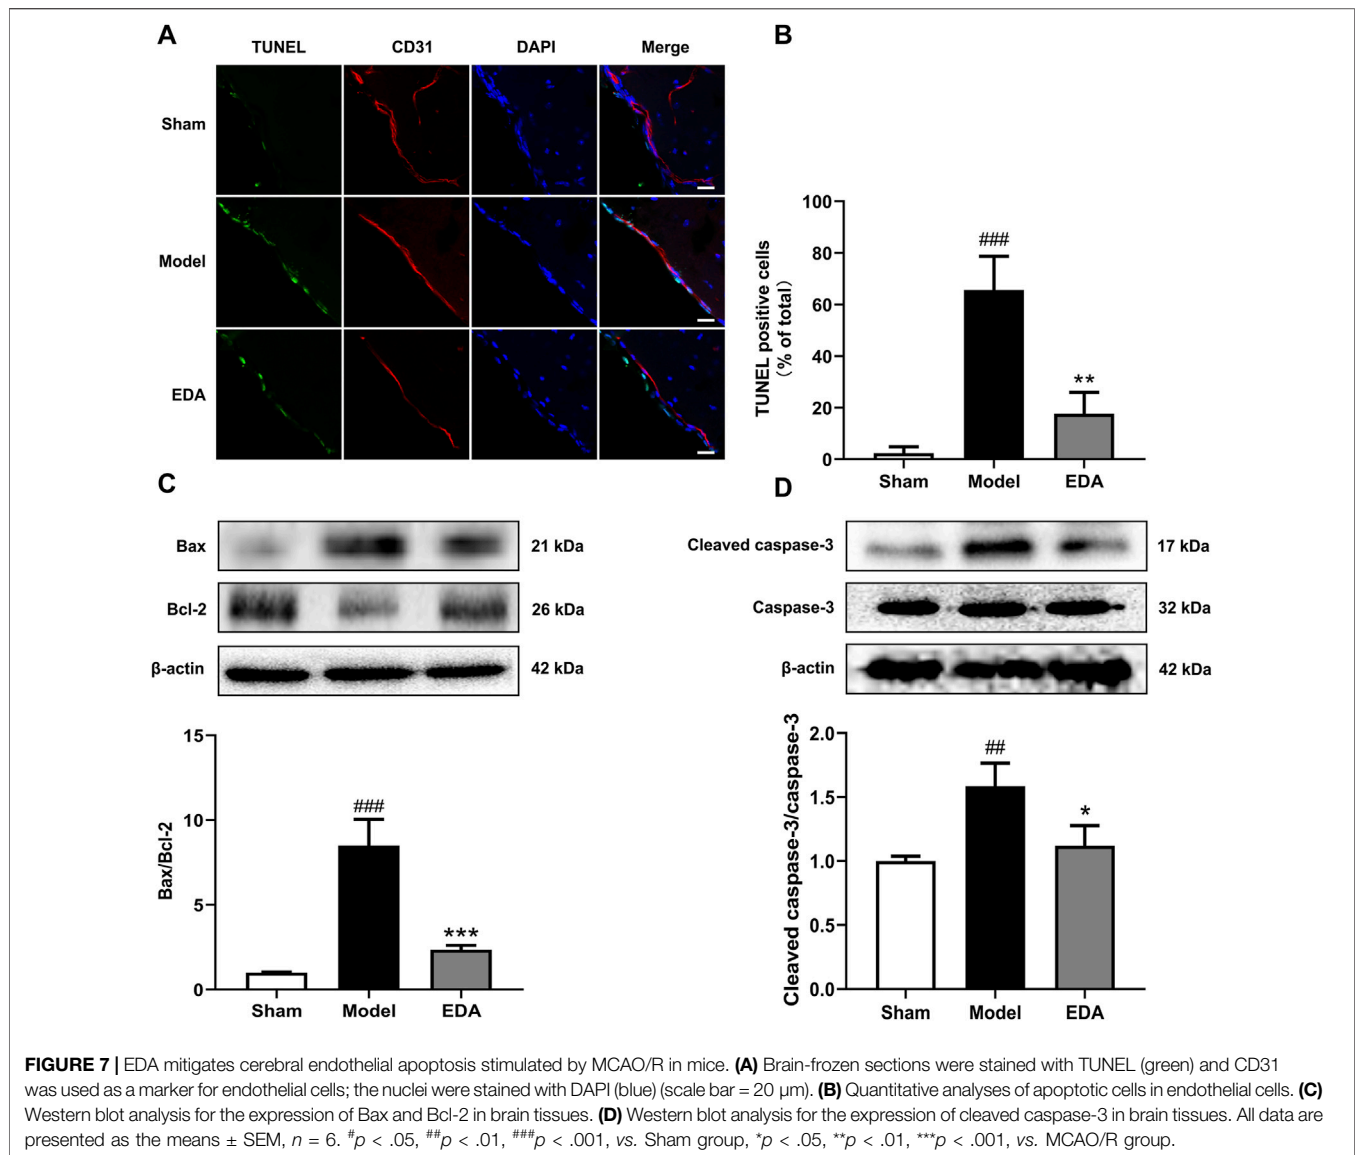 A
TUNEL CD31 DAPI Merge
Sham
Model
EDA
B
TUNEL positive cells
(% of total)
100
80
60
40
20
0
###
**
Sham Model EDA
C
Bax 21 kDa
Bcl-2 26 kDa
β-actin 42 kDa
Bax/Bcl-2
15
10
5
0
###
***
Sham Model EDA
D
Cleaved caspase-3 17 kDa
Caspase-3 32 kDa
β-actin 42 kDa
Cleaved caspase-3/caspase-3
2.0
1.5
1.0
0.5
0.0
##
*
Sham Model EDA
FIGURE 7 | EDA mitigates cerebral endothelial apoptosis stimulated by MCAO/R in mice. (A) Brain-frozen sections were stained with TUNEL (green) and CD31
was used as a marker for endothelial cells; the nuclei were stained with DAPI (blue) (scale bar = 20 μm). (B) Quantitative analyses of apoptotic cells in endothelial cells. (C)
Western blot analysis for the expression of Bax and Bcl-2 in brain tissues. (D) Western blot analysis for the expression of cleaved caspase-3 in brain tissues. All data are
presented as the means ± SEM, n = 6. #p < .05, ##p < .01, ###p < .001, vs. Sham group, *p < .05, **p < .01, ***p < .001, vs. MCAO/R group.